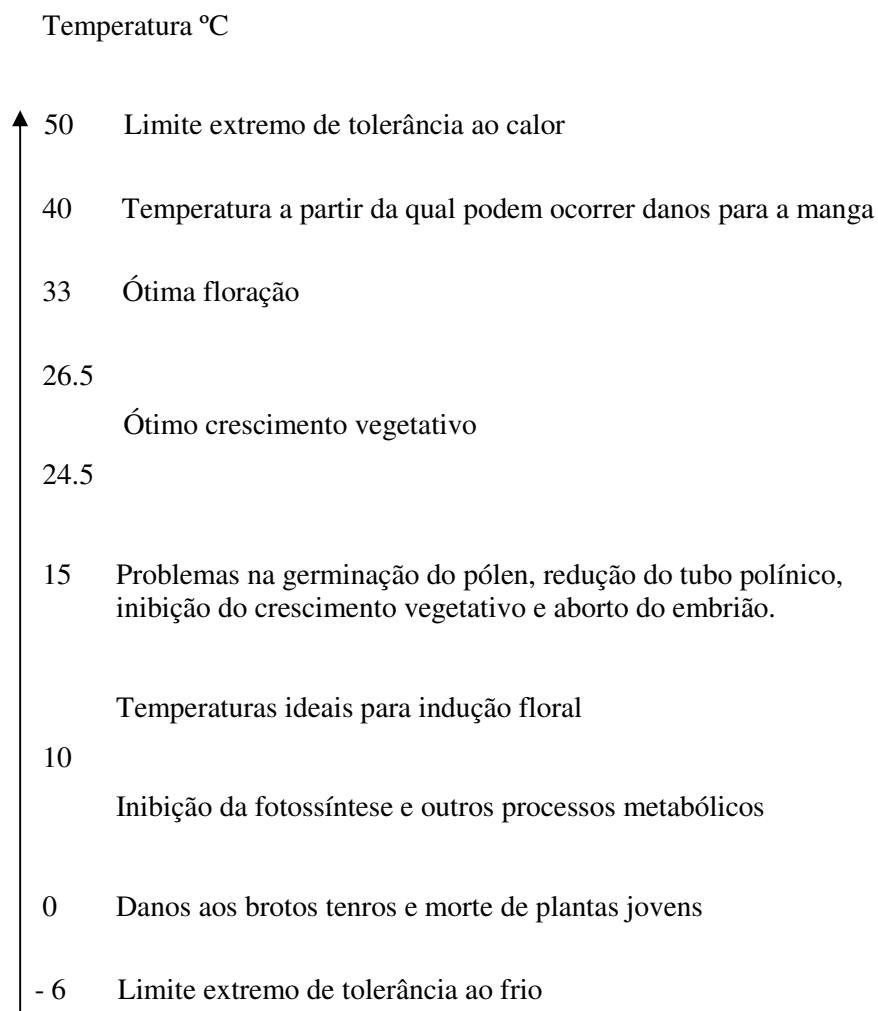 Temperatura ºC
50 Limite extremo de tolerância ao calor
40 Temperatura a partir da qual podem ocorrer danos para a manga
33 Ótima floração
26.5
Ótimo crescimento vegetativo
24.5
15 Problemas na germinação do pólen, redução do tubo polínico,
inibição do crescimento vegetativo e aborto do embrião.
Temperaturas ideais para indução floral
10
Inibição da fotossíntese e outros processos metabólicos
0 Danos aos brotos tenros e morte de plantas jovens
- 6 Limite extremo de tolerância ao frio